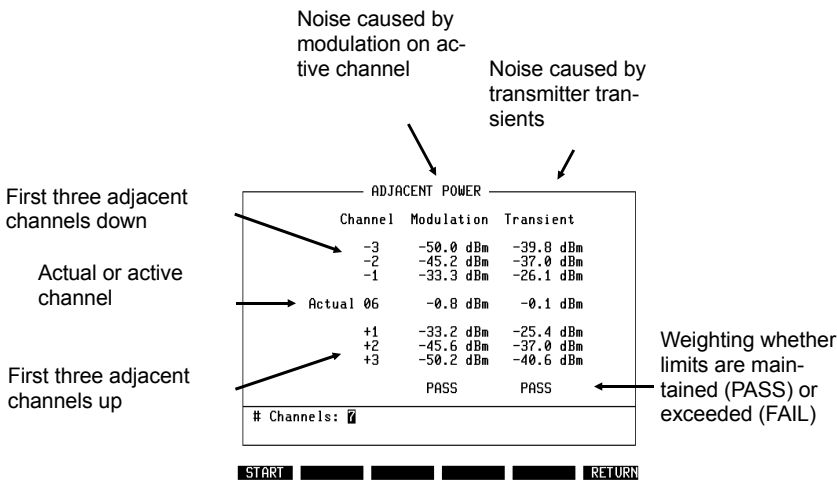 Noise caused by
modulation on ac-
tive channel
Noise caused by
transmitter tran-
sients
First three adjacent
channels down
Actual or active
channel
First three adjacent
channels up
ADJACENT POWER
Channel Modulation Transient
-3 -50.0 dBm -39.8 dBm
-2 -45.2 dBm -37.0 dBm
-1 -33.3 dBm -26.1 dBm
Actual 06 -0.8 dBm -0.1 dBm
+1 -33.2 dBm -25.4 dBm
+2 -45.6 dBm -37.0 dBm
+3 -50.2 dBm -40.6 dBm
PASS PASS
# Channels: 7
Weighting whether
limits are main-
tained (PASS) or
exceeded (FAIL)
START RETURN